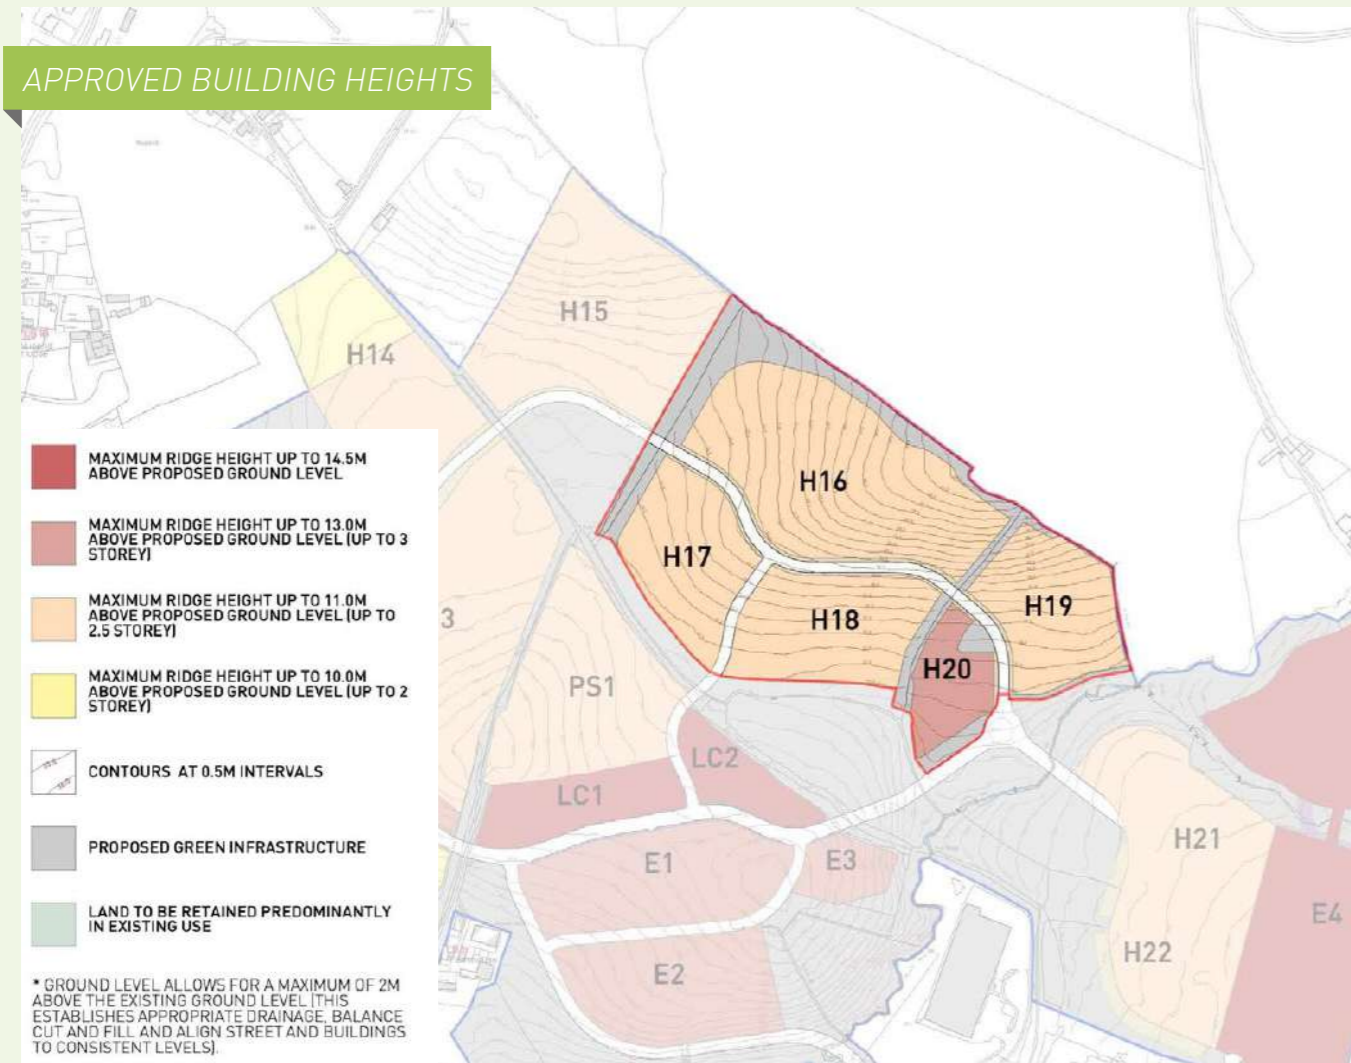 APPROVED BUILDING HEIGHTS
H15
H14
H16
H17
H19
H18
3
H20
PS1
LC2
LC1
H21
E1
E3
E4
H22
E2
MAXIMUM RIDGE HEIGHT UP TO 14.5M
ABOVE PROPOSED GROUND LEVEL
MAXIMUM RIDGE HEIGHT UP TO 13.0M
ABOVE PROPOSED GROUND LEVEL (UP TO 3
STOREY)
MAXIMUM RIDGE HEIGHT UP TO 11.0M
ABOVE PROPOSED GROUND LEVEL (UP TO
2.5 STOREY)
MAXIMUM RIDGE HEIGHT UP TO 10.0M
ABOVE PROPOSED GROUND LEVEL (UP TO 2
STOREY)
CONTOURS AT 0.5M INTERVALS
PROPOSED GREEN INFRASTRUCTURE
LAND TO BE RETAINED PREDOMINANTLY
IN EXISTING USE
* GROUND LEVEL ALLOWS FOR A MAXIMUM OF 2M
ABOVE THE EXISTING GROUND LEVEL (THIS
ESTABLISHES APPROPRIATE DRAINAGE, BALANCE
CUT AND FILL AND ALIGN STREET AND BUILDINGS
TO CONSISTENT LEVELS).